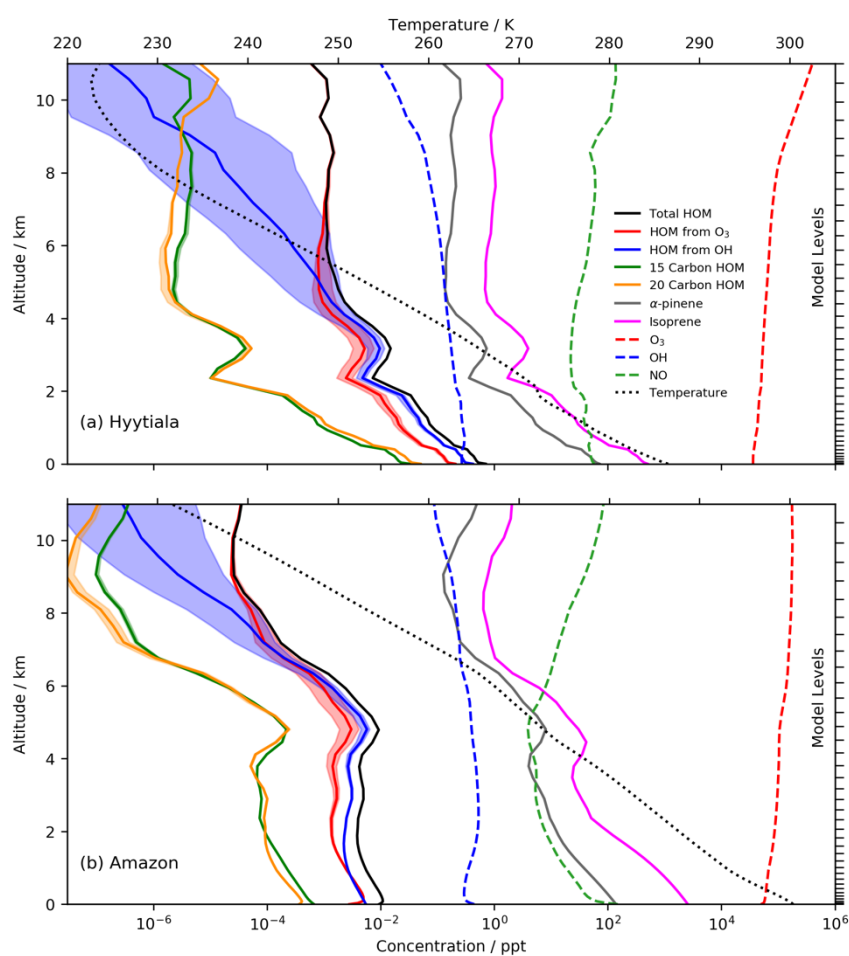 Temperature / K
220 230 240 250 260 270 280 290 300
10
8
6
4
2
0
Altitude / km
Total HOM
HOM from O₃
HOM from OH
15 Carbon HOM
20 Carbon HOM
α-pinene
Isoprene
O₃
OH
NO
Temperature
Model Levels
(a) Hyytiala
10
8
6
4
2
0
Altitude / km
Model Levels
(b) Amazon
10⁻⁶ 10⁻⁴ 10⁻² 10⁰ 10² 10⁴ 10⁶
Concentration / ppt